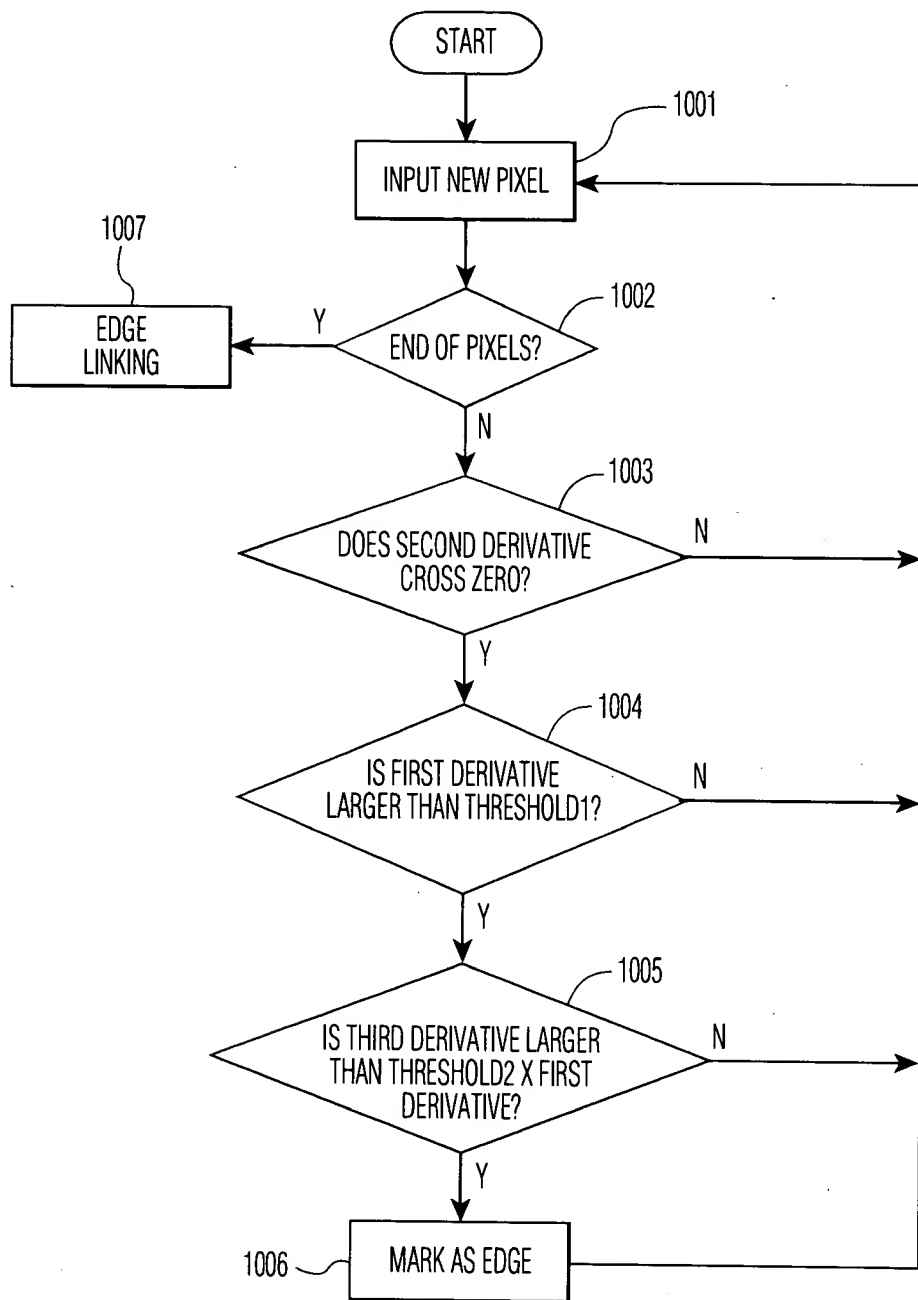 START
1001
INPUT NEW PIXEL
1007
1002
EDGE
LINKING
Y
END OF PIXELS?
N
1003
DOES SECOND DERIVATIVE
CROSS ZERO?
N
Y
1004
IS FIRST DERIVATIVE
LARGER THAN THRESHOLD1?
N
Y
1005
IS THIRD DERIVATIVE LARGER
THAN THRESHOLD2 X FIRST
DERIVATIVE?
N
Y
1006
MARK AS EDGE